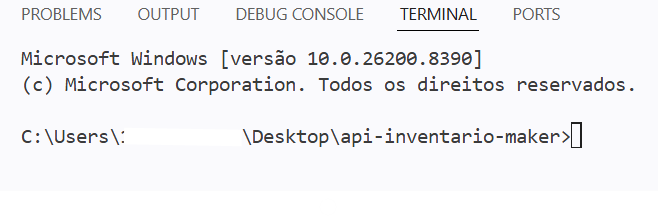 PROBLEMS OUTPUT DEBUG CONSOLE TERMINAL PORTS
Microsoft Windows [versão 10.0.26200.8390]
(c) Microsoft Corporation. Todos os direitos reservados.
C:\Users\ \Desktop\api-inventario-maker>